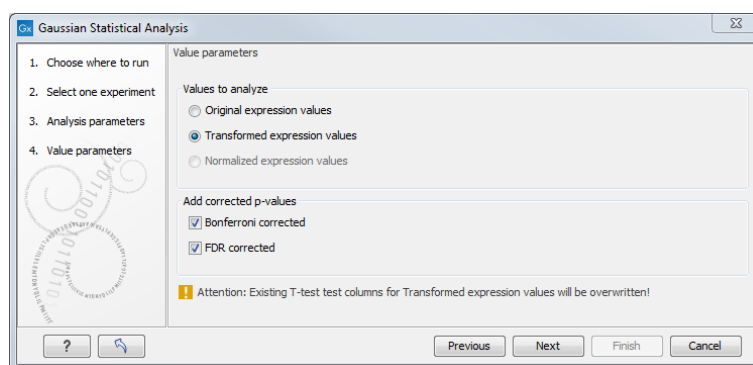 Gx Gaussian Statistical Analysis
1. Choose where to run
2. Select one experiment
3. Analysis parameters
4. Value parameters
Value parameters
Values to analyze
Original expression values
Transformed expression values
Normalized expression values
Add corrected p-values
Bonferroni corrected
FDR corrected
! Attention: Existing T-test test columns for Transformed expression values will be overwritten!
?
Previous
Next
Finish
Cancel